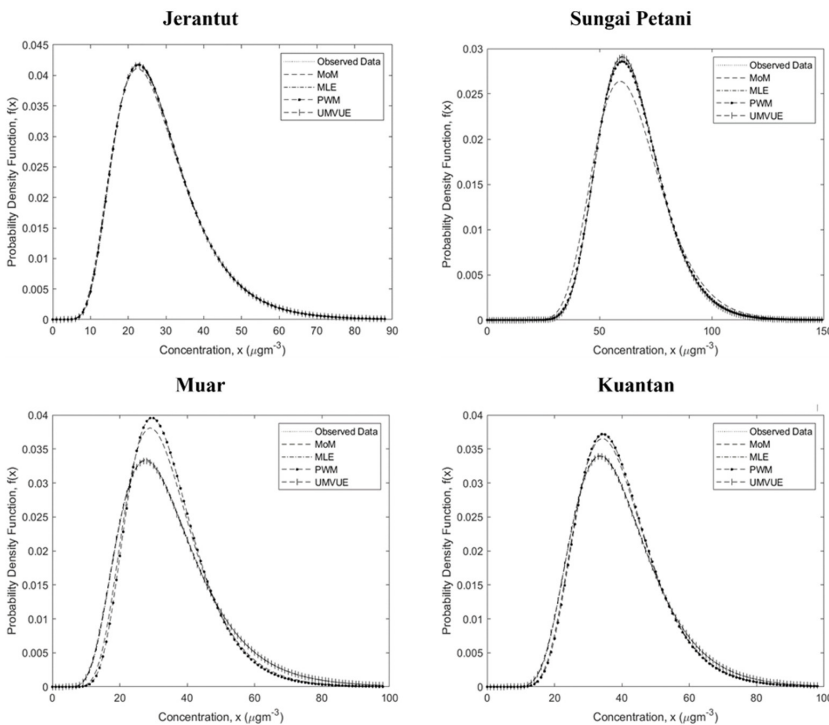 Jerantut
Probability Density Function, f(x)
0.045
0.04
0.035
0.03
0.025
0.02
0.015
0.01
0.005
0
Observed Data
MoM
MLE
PWM
UMVUE
0 10 20 30 40 50 60 70 80 90
Concentration, x (μgm⁻³)
Sungai Petani
Probability Density Function, f(x)
0.03
0.025
0.02
0.015
0.01
0.005
0
Observed Data
MoM
MLE
PWM
UMVUE
0 50 100 150
Concentration, x (μgm⁻³)
Muar
Probability Density Function, f(x)
0.04
0.035
0.03
0.025
0.02
0.015
0.01
0.005
0
Observed Data
MoM
MLE
PWM
UMVUE
0 20 40 60 80 100
Concentration, x (μgm⁻³)
Kuantan
Probability Density Function, f(x)
0.04
0.035
0.03
0.025
0.02
0.015
0.01
0.005
0
Observed Data
MoM
MLE
PWM
UMVUE
0 20 40 60 80 100
Concentration, x (μgm⁻³)